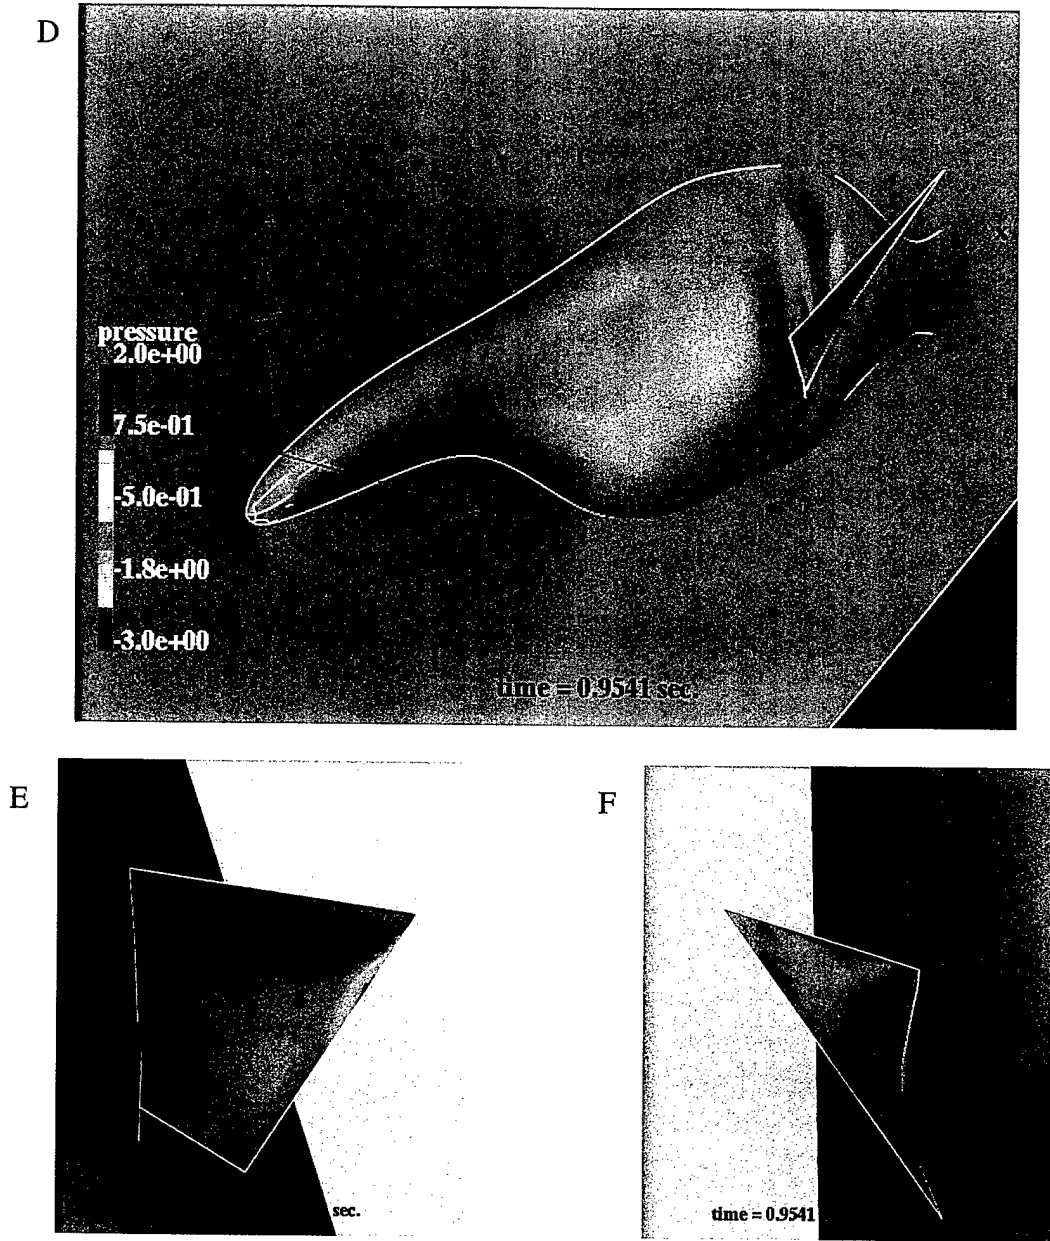 D
x
pressure
2.0e+00
7.5e-01
-5.0e-01
-1.8e+00
-3.0e+00
time = 0.9541 sec.
E
sec.
F
time = 0.9541